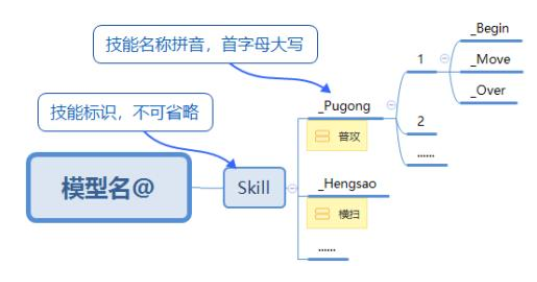 技能名称拼音，首字母大写
技能标识，不可省略
模型名@
Skill
_Pugong
普攻
1
_Begin
_Move
_Over
2
......
_Hengsao
横扫
......